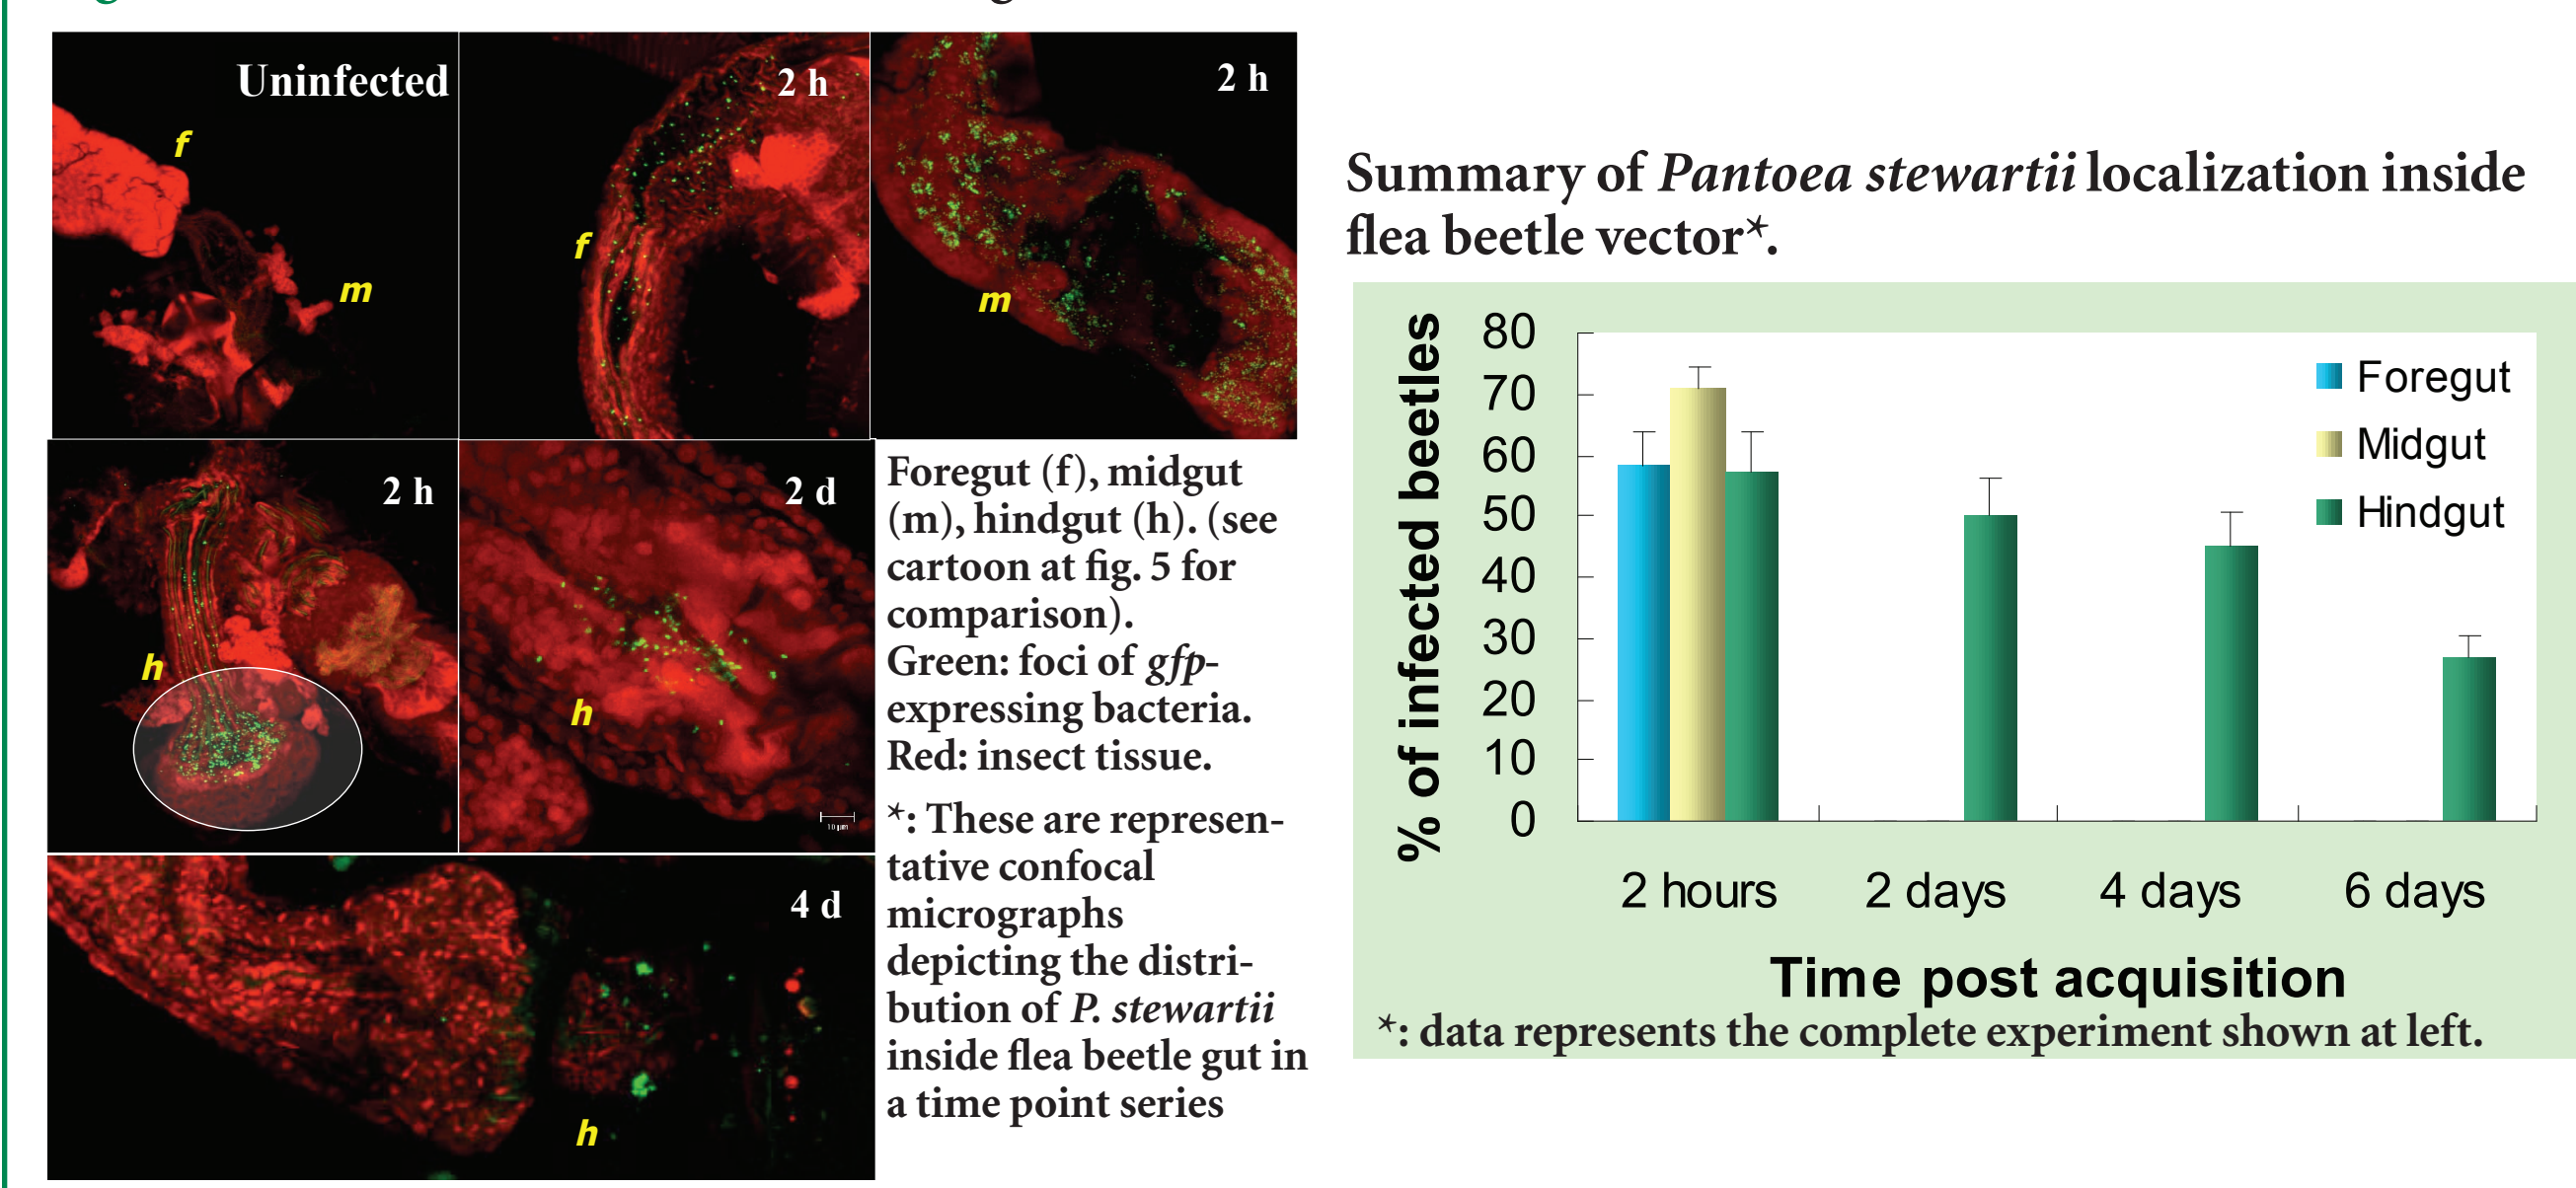 Uninfected
f
m
2 h
f
2 h
m
2 h
h
2 d
h
10 µm
4 d
h
Foregut (f), midgut
(m), hindgut (h). (see
cartoon at fig. 5 for
comparison).
Green: foci of gfp-
expressing bacteria.
Red: insect tissue.
*: These are represen-
tative confocal
micrographs
depicting the distri-
bution of P. stewartii
inside flea beetle gut in
a time point series
Summary of Pantoea stewartii localization inside
flea beetle vector*.
% of infected beetles
80
70
60
50
40
30
20
10
0
Foregut
Midgut
Hindgut
2 hours
2 days
4 days
6 days
Time post acquisition
*: data represents the complete experiment shown at left.